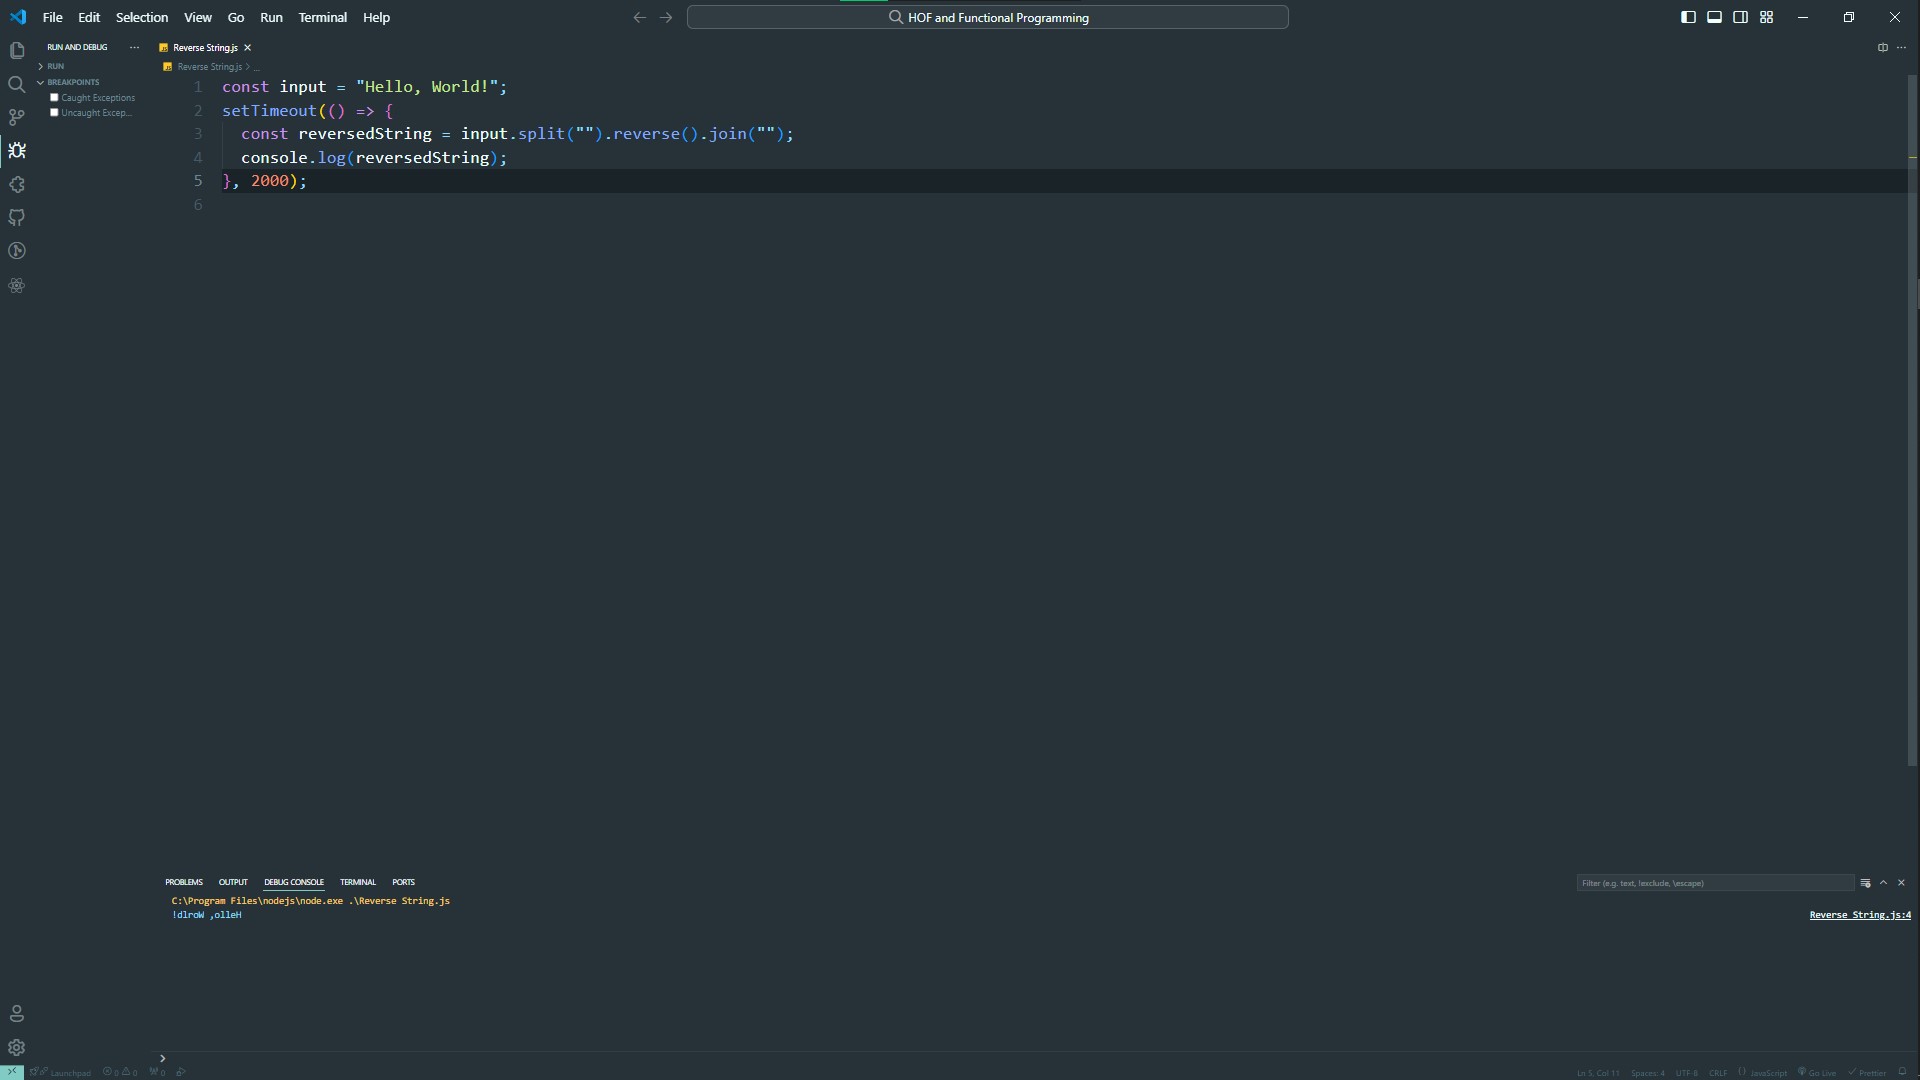 File Edit Selection View Go Run Terminal Help
HOF and Functional Programming
RUN AND DEBUG
RUN
BREAKPOINTS
Caught Exceptions
Uncaught Excep...
Reverse String.js
Reverse String.js > ...
1 const input = "Hello, World!";
2 setTimeout(() => {
3 const reversedString = input.split("").reverse().join("");
4 console.log(reversedString);
5 }, 2000);
6
PROBLEMS OUTPUT DEBUG CONSOLE TERMINAL PORTS
Filter (e.g. text, !exclude, \escape)
C:\Program Files\nodejs\node.exe .\Reverse String.js
!dlroW ,olleH
Reverse String.js:4
Launchpad 0 0 0
Ln 5, Col 11 Spaces: 4 UTF-8 CRLF {} JavaScript Go Live Prettier